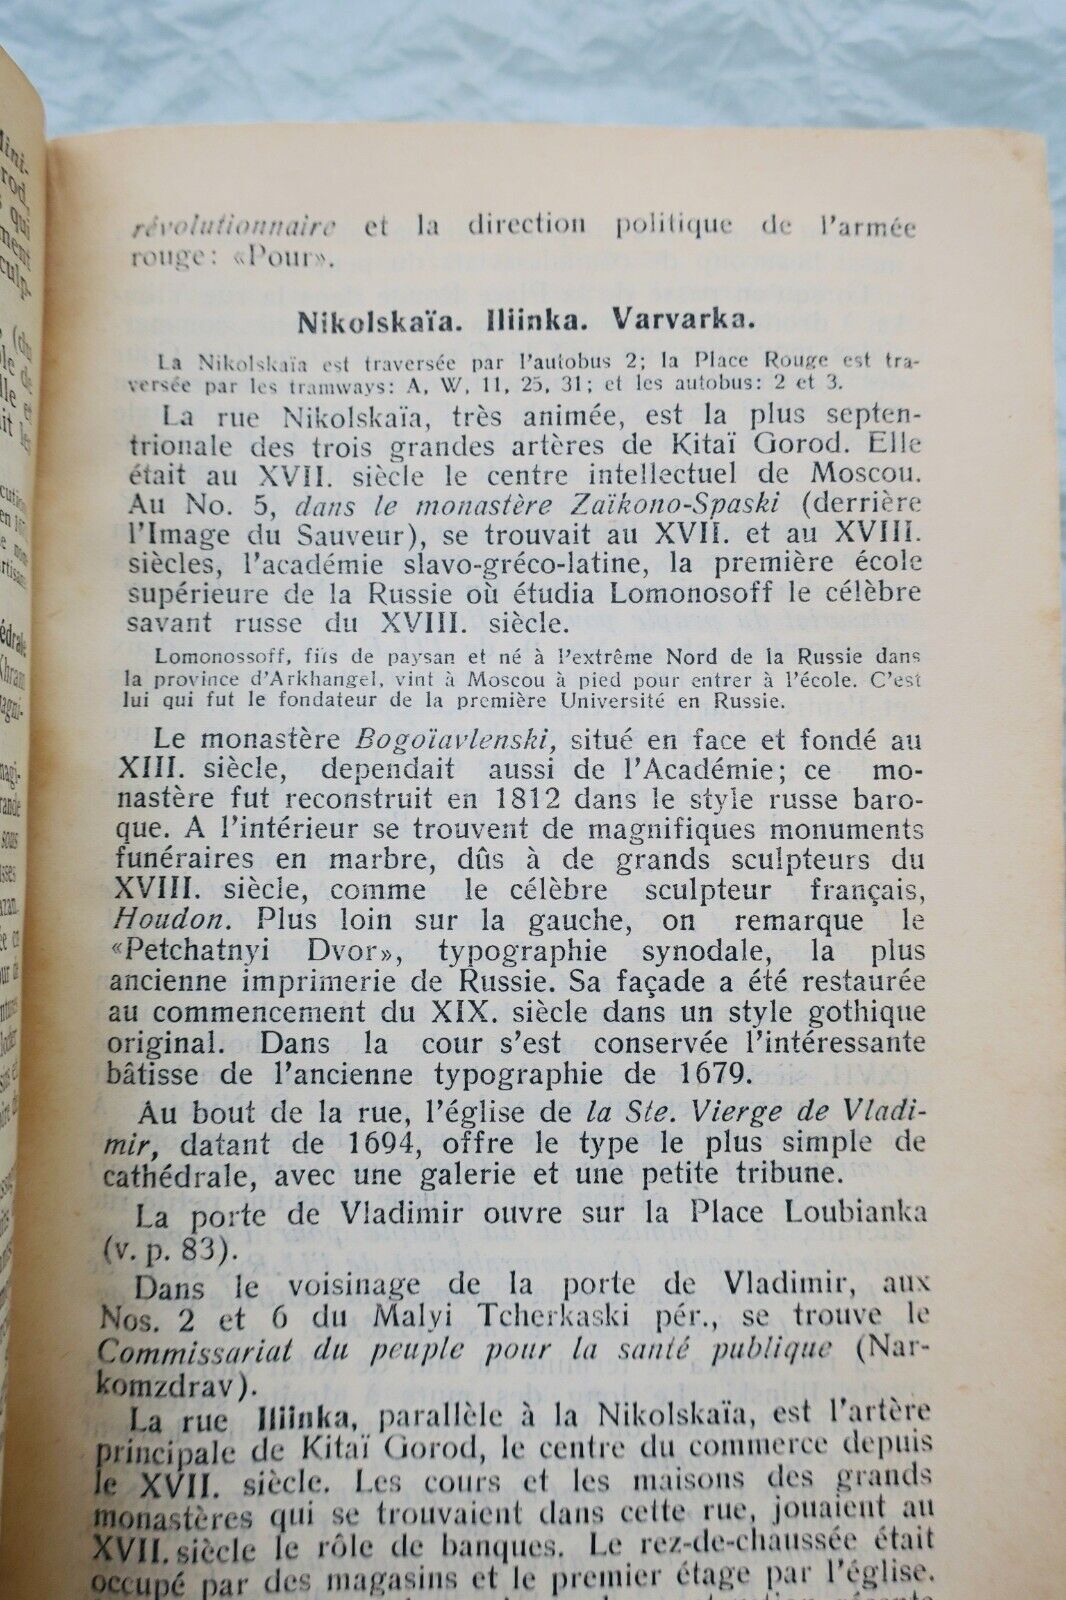 révolutionnaire et la direction politique de l'armée
rouge: «Pour».
Nikolskaïa. Iliinka. Varvarka.
La Nikolskaïa est traversée par l'autobus 2; la Place Rouge est tra-
versée par les tramways: A, W, 11, 25, 31; et les autobus: 2 et 3.
La rue Nikolskaïa, très animée, est la plus septen-
trionale des trois grandes artères de Kitaï Gorod. Elle
était au XVII. siècle le centre intellectuel de Moscou.
Au No. 5, dans le monastère Zaïkono-Spaski (derrière
l'Image du Sauveur), se trouvait au XVII. et au XVIII.
siècles, l'académie slavo-gréco-latine, la première école
supérieure de la Russie où étudia Lomonosoff le célèbre
savant russe du XVIII. siècle.
Lomonossoff, fils de paysan et né à l'extrême Nord de la Russie dans
la province d'Arkhangel, vint à Moscou à pied pour entrer à l'école. C'est
lui qui fut le fondateur de la première Université en Russie.
Le monastère Bogoïavlenski, situé en face et fondé au
XIII. siècle, dependait aussi de l'Académie; ce mo-
nastère fut reconstruit en 1812 dans le style russe baro-
que. A l'intérieur se trouvent de magnifiques monuments
funéraires en marbre, dûs à de grands sculpteurs du
XVIII. siècle, comme le célèbre sculpteur français,
Houdon. Plus loin sur la gauche, on remarque le
«Petchatnyi Dvor», typographie synodale, la plus
ancienne imprimerie de Russie. Sa façade a été restaurée
au commencement du XIX. siècle dans un style gothique
original. Dans la cour s'est conservée l'intéressante
bâtisse de l'ancienne typographie de 1679.
Au bout de la rue, l'église de la Ste. Vierge de Vladi-
mir, datant de 1694, offre le type le plus simple de
cathédrale, avec une galerie et une petite tribune.
La porte de Vladimir ouvre sur la Place Loubianka
(v. p. 83).
Dans le voisinage de la porte de Vladimir, aux
Nos. 2 et 6 du Malyi Tcherkaski pér., se trouve le
Commissariat du peuple pour la santé publique (Nar-
komzdrav).
La rue Iliinka, parallèle à la Nikolskaïa, est l'artère
principale de Kitaï Gorod, le centre du commerce depuis
le XVII. siècle. Les cours et les maisons des grands
monastères qui se trouvaient dans cette rue, jouaient au
XVII. siècle le rôle de banques. Le rez-de-chaussée était
occupé par des magasins et le premier étage par l'église.